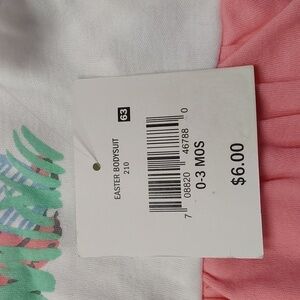 63
EASTER BODYSUIT
210
7 08820 46788 0
0-3 MOS
$6.00